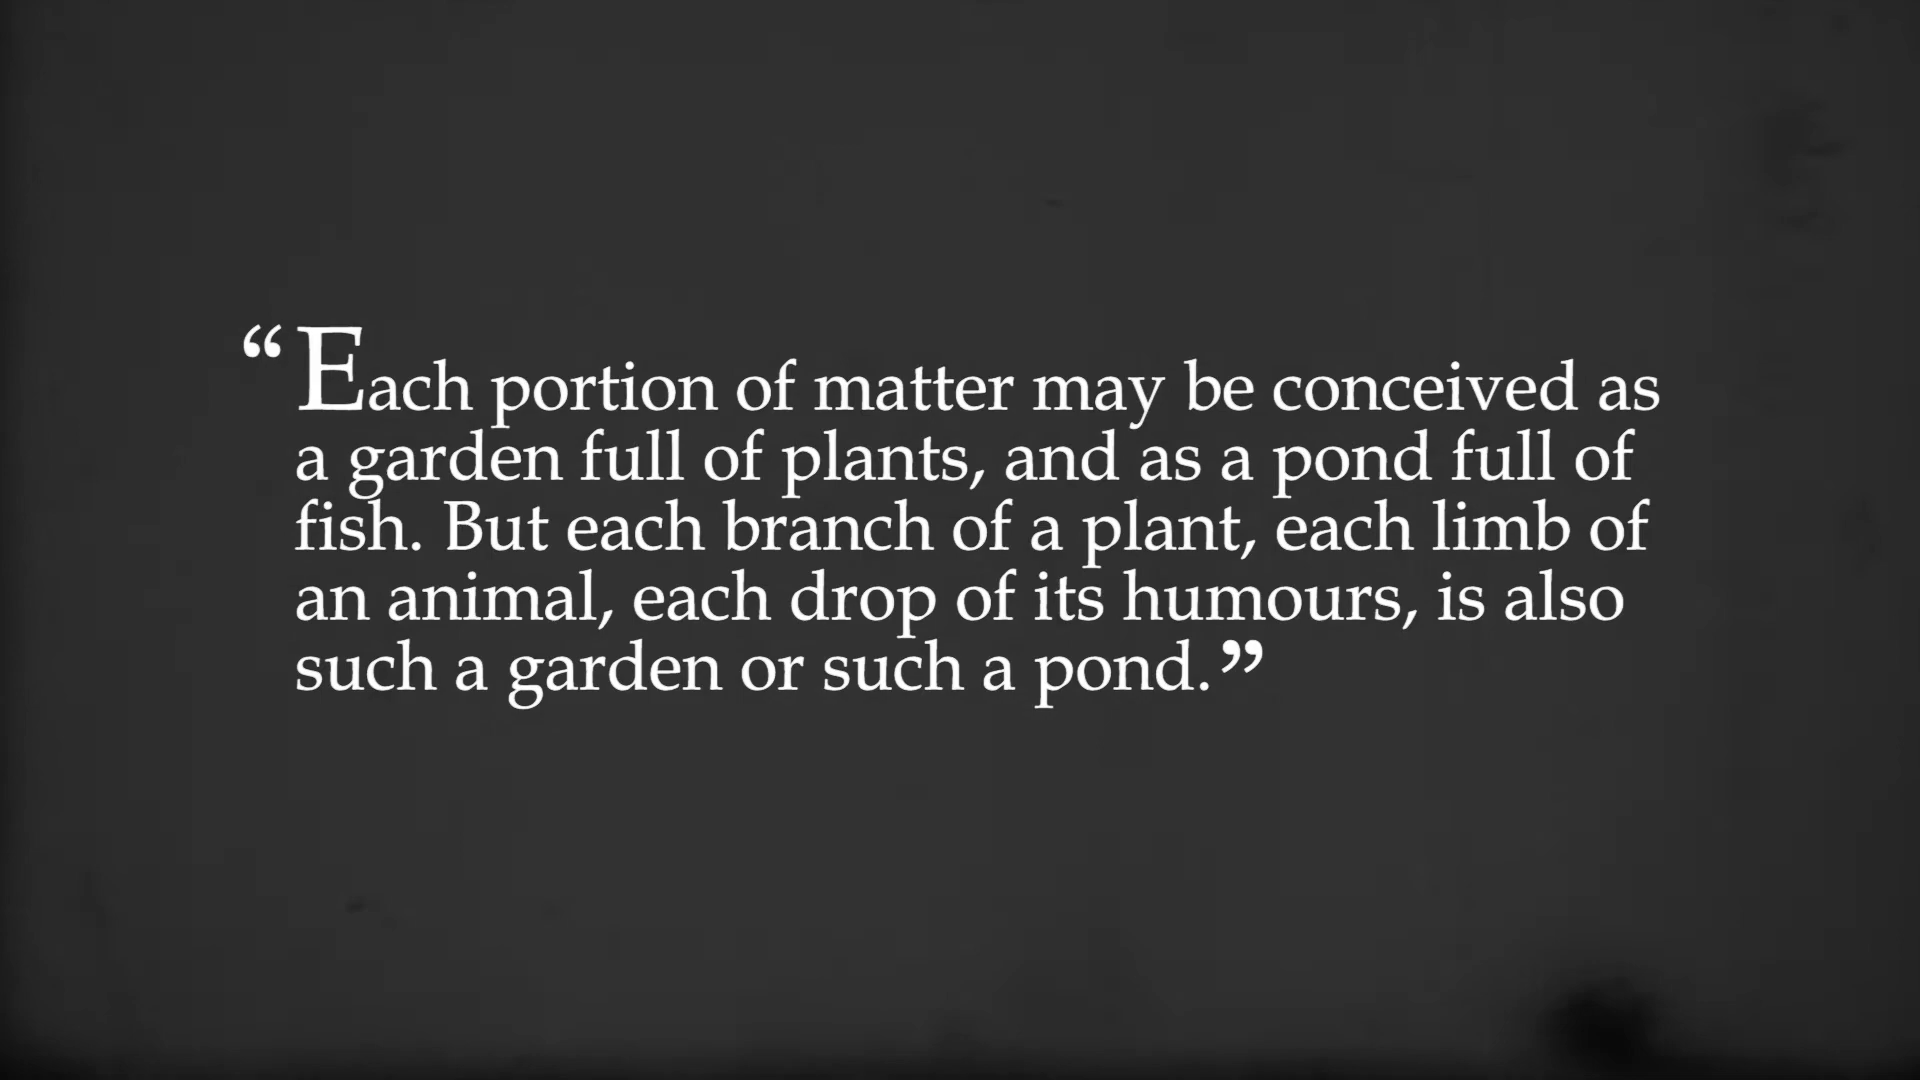 “Each portion of matter may be conceived as
a garden full of plants, and as a pond full of
fish. But each branch of a plant, each limb of
an animal, each drop of its humours, is also
such a garden or such a pond.”